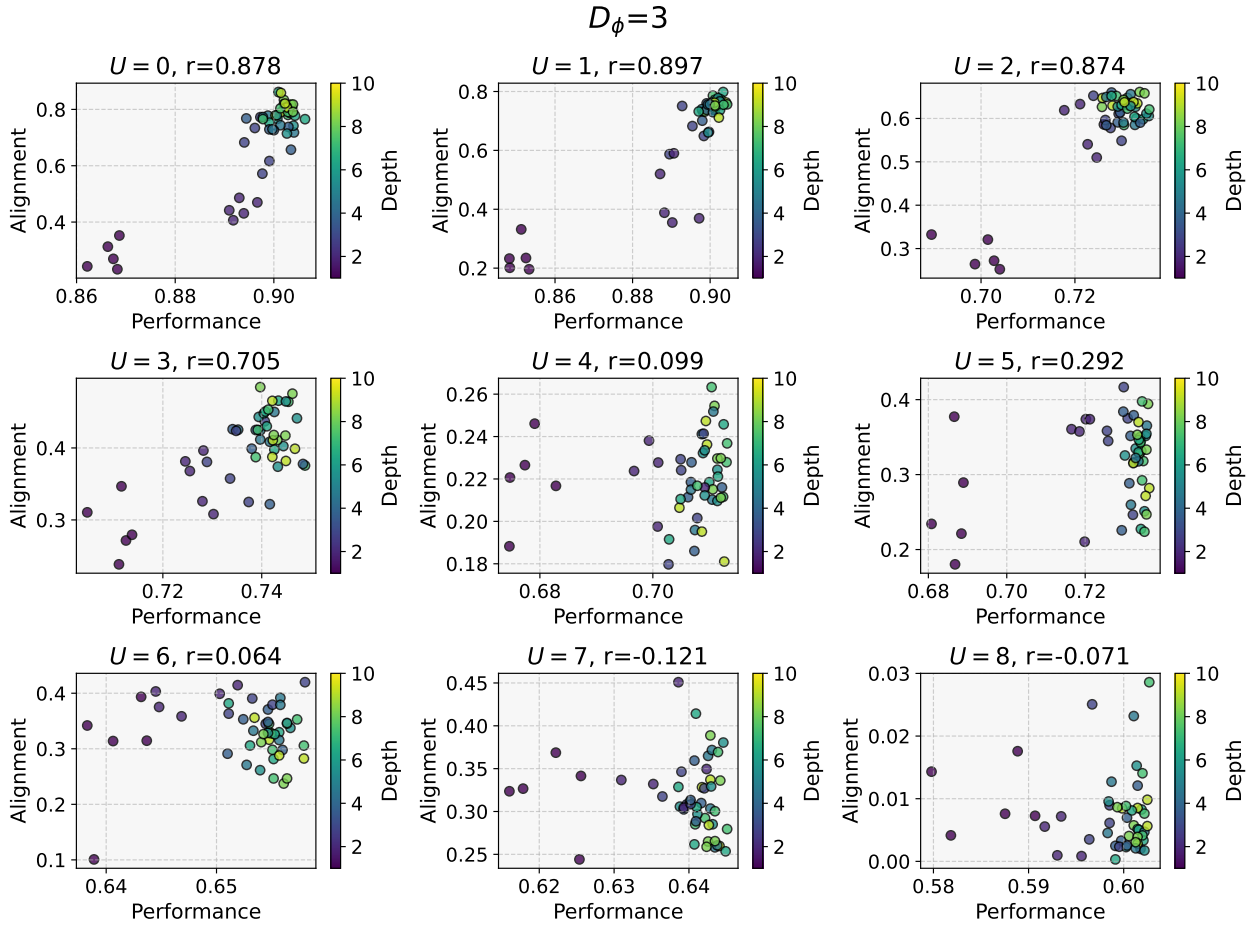 D_ϕ=3
U = 0, r=0.878
U = 1, r=0.897
U = 2, r=0.874
Alignment
0.8
0.6
0.4
0.86 0.88 0.90
Performance
10
8
6
4
2
Depth
Alignment
0.8
0.6
0.4
0.2
0.86 0.88 0.90
Performance
10
8
6
4
2
Depth
Alignment
0.6
0.5
0.4
0.3
0.70 0.72
Performance
10
8
6
4
2
Depth
U = 3, r=0.705
U = 4, r=0.099
U = 5, r=0.292
Alignment
0.4
0.3
0.72 0.74
Performance
10
8
6
4
2
Depth
Alignment
0.26
0.24
0.22
0.20
0.18
0.68 0.70
Performance
10
8
6
4
2
Depth
Alignment
0.4
0.3
0.2
0.68 0.70 0.72
Performance
10
8
6
4
2
Depth
U = 6, r=0.064
U = 7, r=-0.121
U = 8, r=-0.071
Alignment
0.4
0.3
0.2
0.1
0.64 0.65
Performance
10
8
6
4
2
Depth
Alignment
0.45
0.40
0.35
0.30
0.25
0.62 0.63 0.64
Performance
10
8
6
4
2
Depth
Alignment
0.03
0.02
0.01
0.00
0.58 0.59 0.60
Performance
10
8
6
4
2
Depth